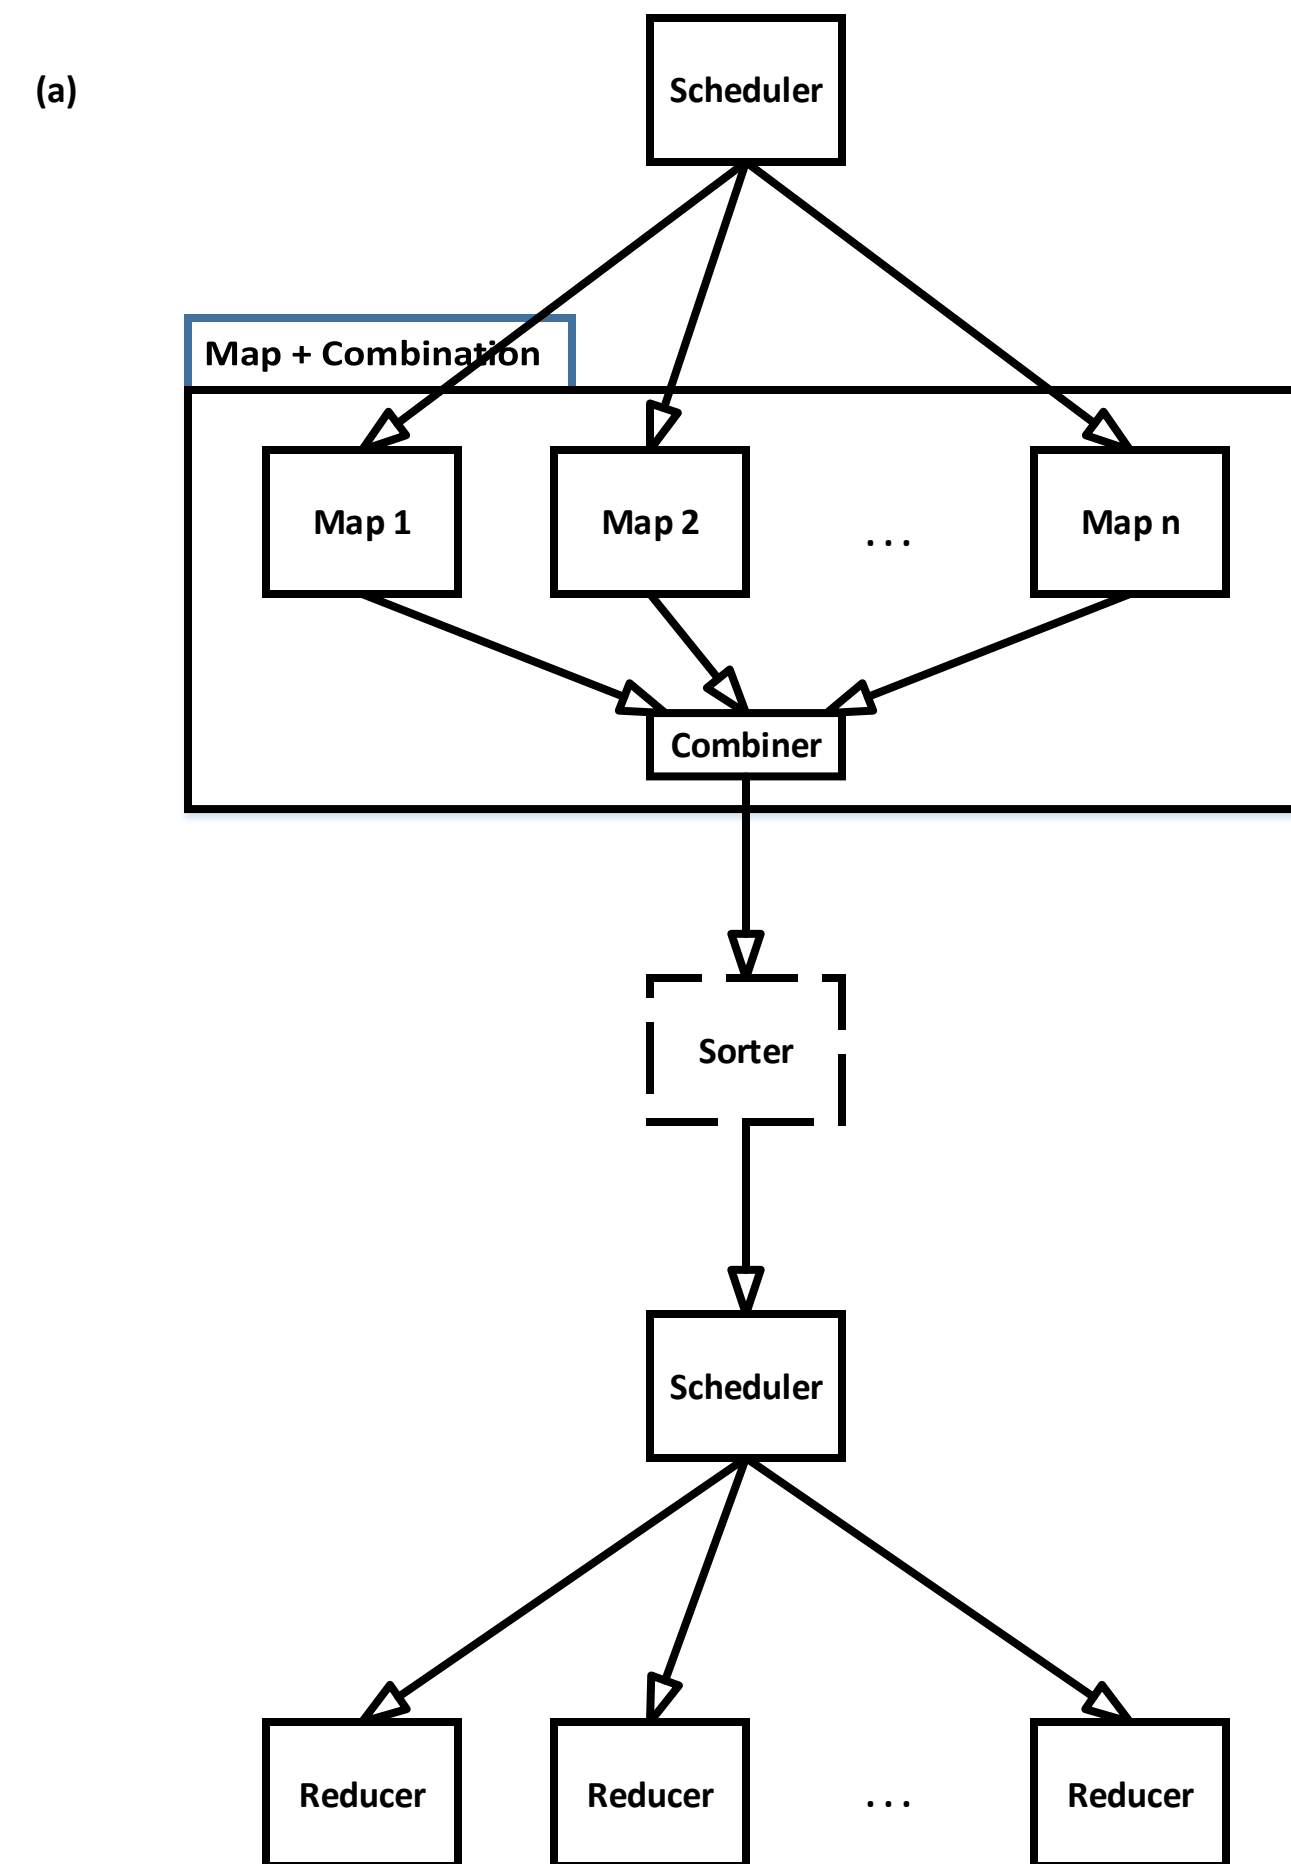 (a)
Scheduler
Map + Combination
Map 1
Map 2
. . .
Map n
Combiner
Sorter
Scheduler
Reducer
Reducer
. . .
Reducer